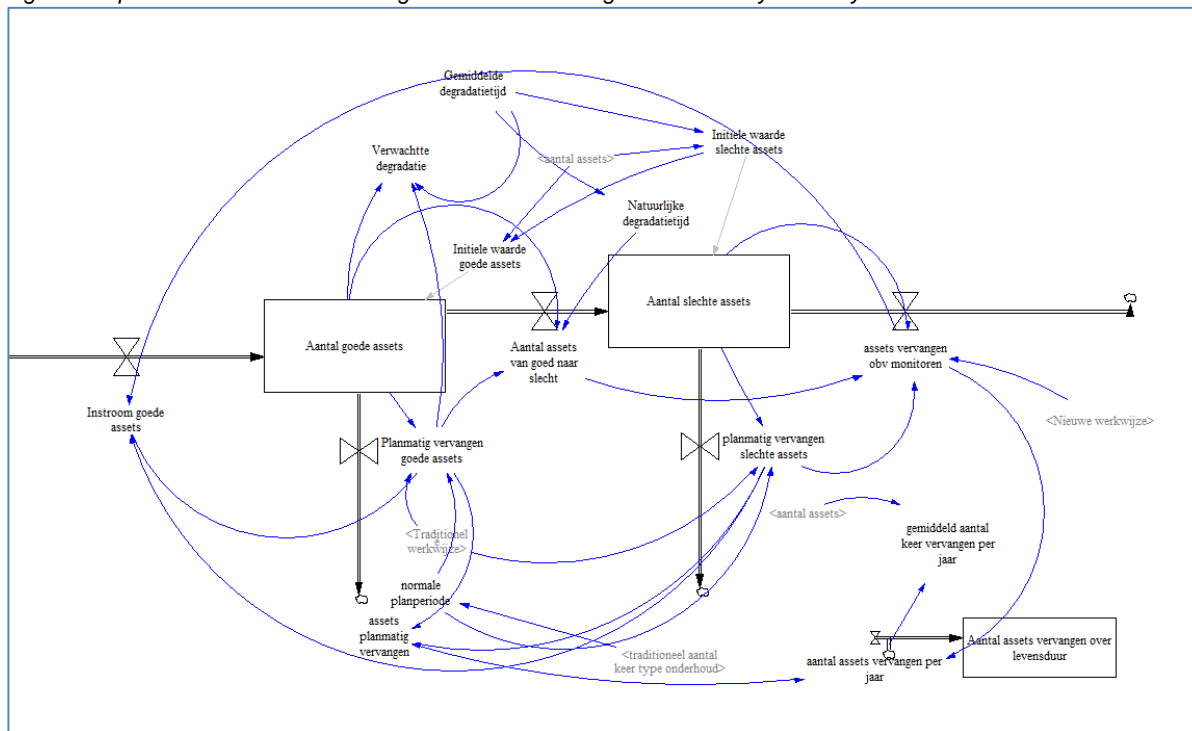 Gemiddelde
degradatietijd
Verwachtte
degradatie
<aantal assets>
Initiele waarde
slechte assets
Natuurlijke
degradatietijd
Initiele waarde
goede assets
Aantal slechte assets
Aantal goede assets
Aantal assets
van goed naar
slecht
assets vervangen
obv monitoren
Instroom goede
assets
<Nieuwe werkwijze>
Planmatig vervangen
goede assets
planmatig vervangen
slechte assets
<aantal assets>
<Traditionel
e
werkwijze>
gemiddeld aantal
keer vervangen per
jaar
normale
planperiode
assets
planmatig
vervangen
<traditioneel aantal
keer type onderhoud>
aantal assets vervangen per
jaar
Aantal assets vervangen over
levensduur